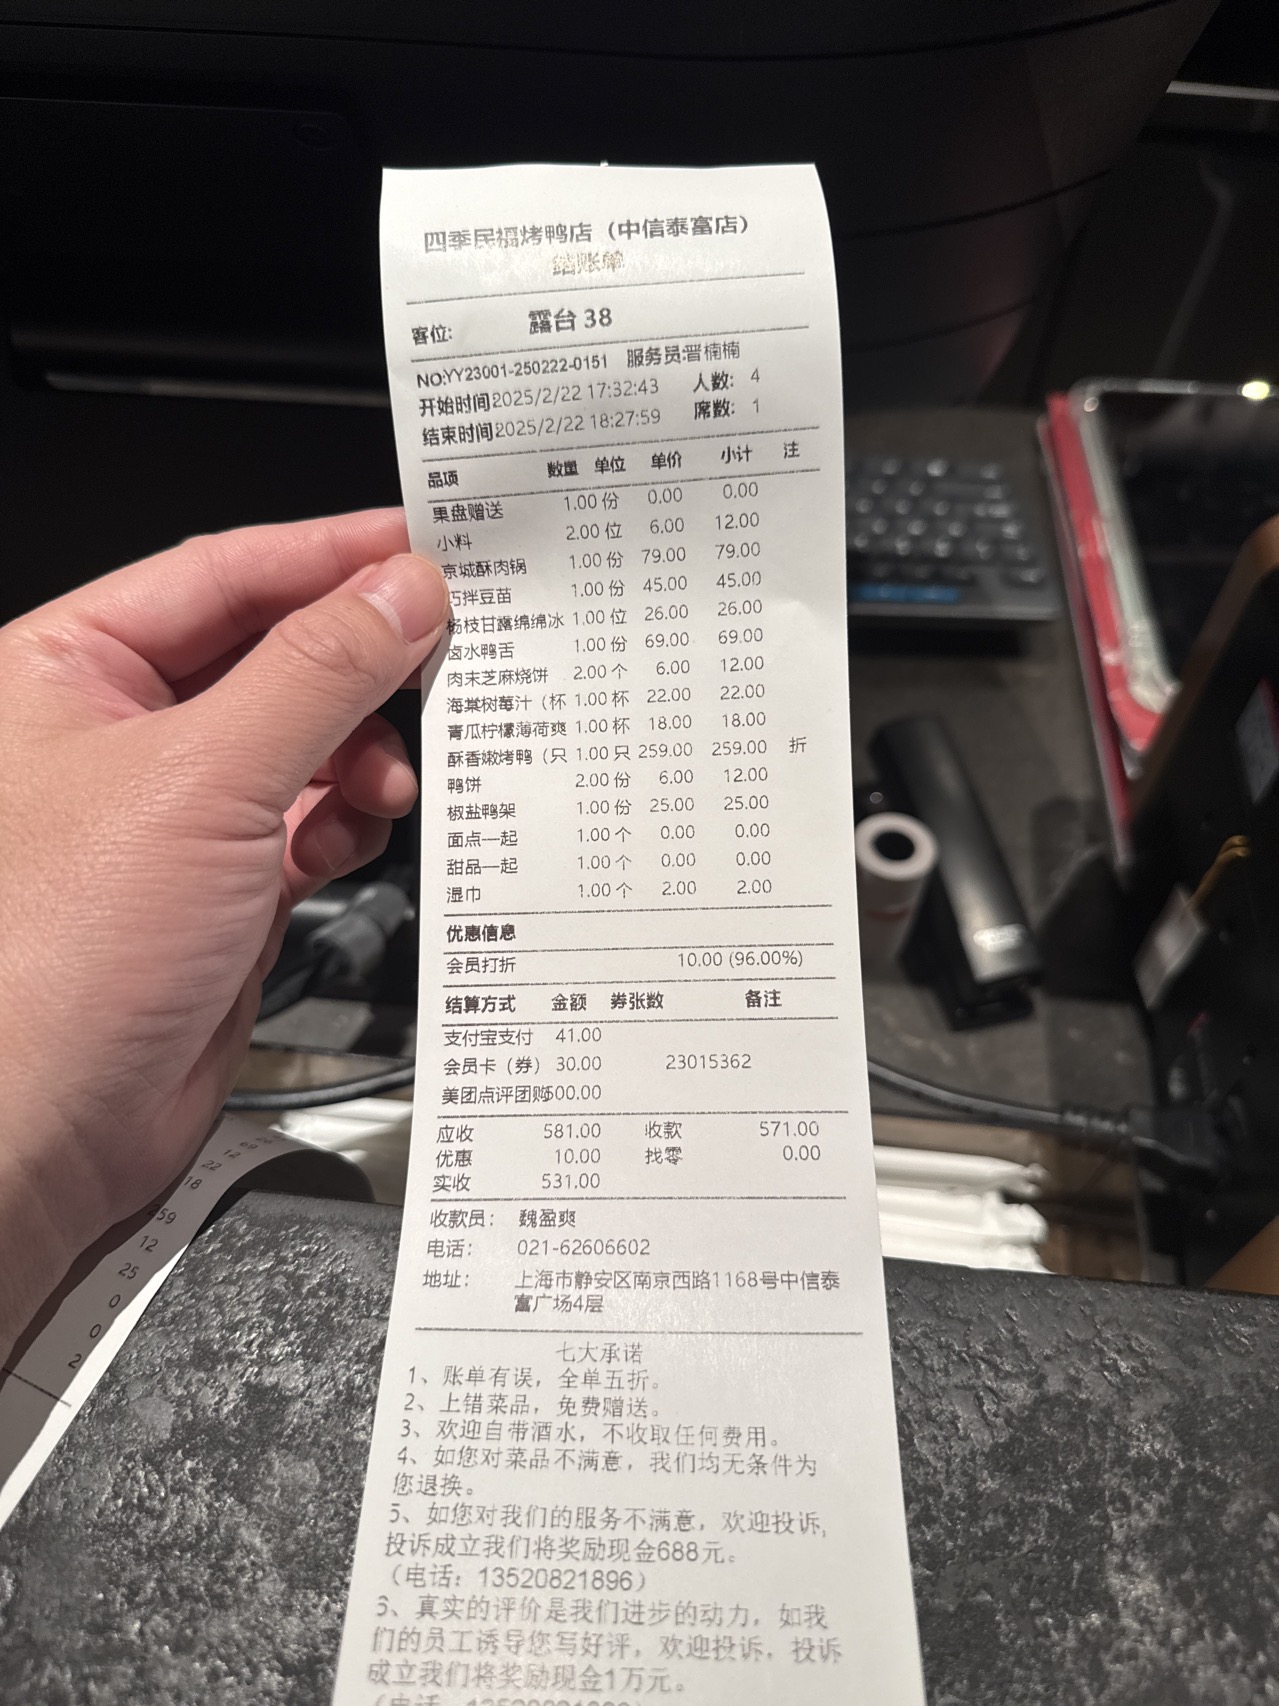 四季民福烤鸭店（中信泰富店）
结账单
客位: 露台 38
NO:YY23001-250222-0151 服务员:晋楠楠
开始时间2025/2/22 17:32:43 人数: 4
结束时间2025/2/22 18:27:59 席数: 1
品项 数量 单位 单价 小计 注
果盘赠送 1.00 份 0.00 0.00
小料 2.00 位 6.00 12.00
京城酥肉锅 1.00 份 79.00 79.00
巧拌豆苗 1.00 份 45.00 45.00
杨枝甘露绵绵冰 1.00 位 26.00 26.00
卤水鸭舌 1.00 份 69.00 69.00
肉末芝麻烧饼 2.00 个 6.00 12.00
海棠树莓汁（杯 1.00 杯 22.00 22.00
青瓜柠檬薄荷爽 1.00 杯 18.00 18.00
酥香嫩烤鸭（只 1.00 只 259.00 259.00 折
鸭饼 2.00 份 6.00 12.00
椒盐鸭架 1.00 份 25.00 25.00
面点一起 1.00 个 0.00 0.00
甜品一起 1.00 个 0.00 0.00
湿巾 1.00 个 2.00 2.00
优惠信息
会员打折 10.00 (96.00%)
结算方式 金额 券张数 备注
支付宝支付 41.00
会员卡（券） 30.00 23015362
美团点评团购500.00
应收 581.00 收款 571.00
优惠 10.00 找零 0.00
实收 531.00
收款员: 魏盈爽
电话: 021-62606602
地址: 上海市静安区南京西路1168号中信泰
富广场4层
七大承诺
1、账单有误，全单五折。
2、上错菜品，免费赠送。
3、欢迎自带酒水，不收取任何费用。
4、如您对菜品不满意，我们均无条件为
您退换。
5、如您对我们的服务不满意，欢迎投诉，
投诉成立我们将奖励现金688元。
（电话：13520821896）
6、真实的评价是我们进步的动力，如我
们的员工诱导您写好评，欢迎投诉，投诉
成立我们将奖励现金1万元。
12
22
18
259
12
25
0
0
2